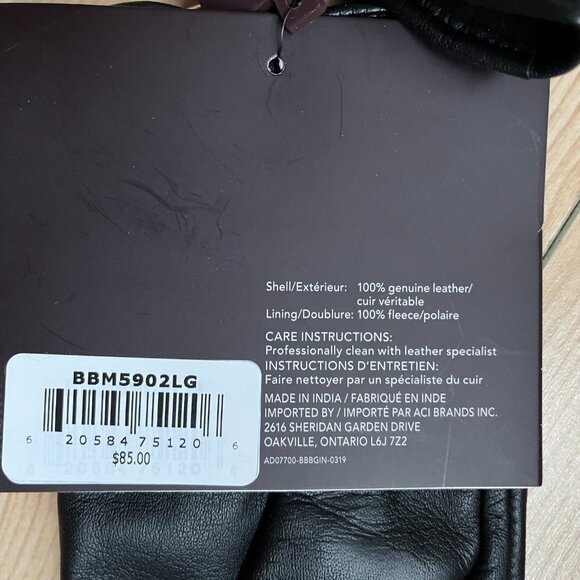 Shell/Extérieur: 100% genuine leather/
cuir véritable
Lining/Doublure: 100% fleece/polaire
CARE INSTRUCTIONS:
Professionally clean with leather specialist
INSTRUCTIONS D'ENTRETIEN:
Faire nettoyer par un spécialiste du cuir
MADE IN INDIA / FABRIQUÉ EN INDE
IMPORTED BY / IMPORTÉ PAR ACI BRANDS INC.
2616 SHERIDAN GARDEN DRIVE
OAKVILLE, ONTARIO L6J 7Z2
AD07700-BBBGIN-0319
BBM5902LG
6 20584 75120 6
$85.00